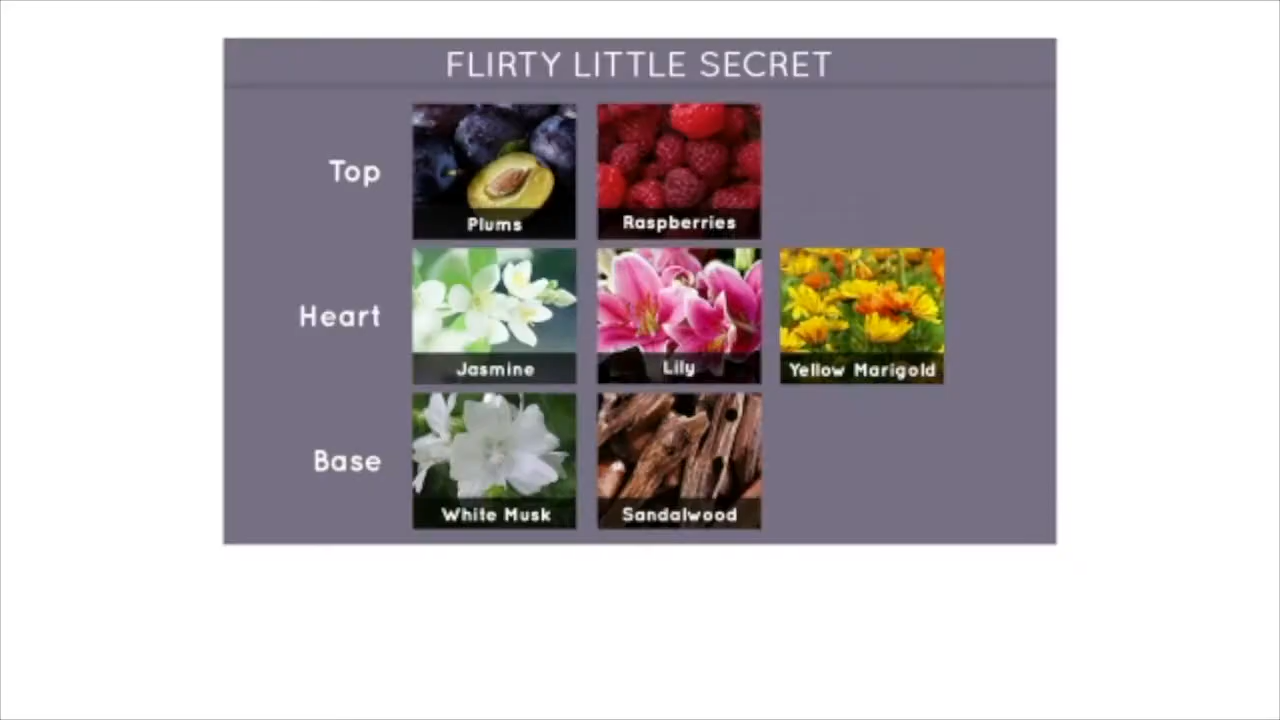 FLIRTY LITTLE SECRET
Top
Plums
Raspberries
Heart
Jasmine
Lily
Yellow Marigold
Base
White Musk
Sandalwood